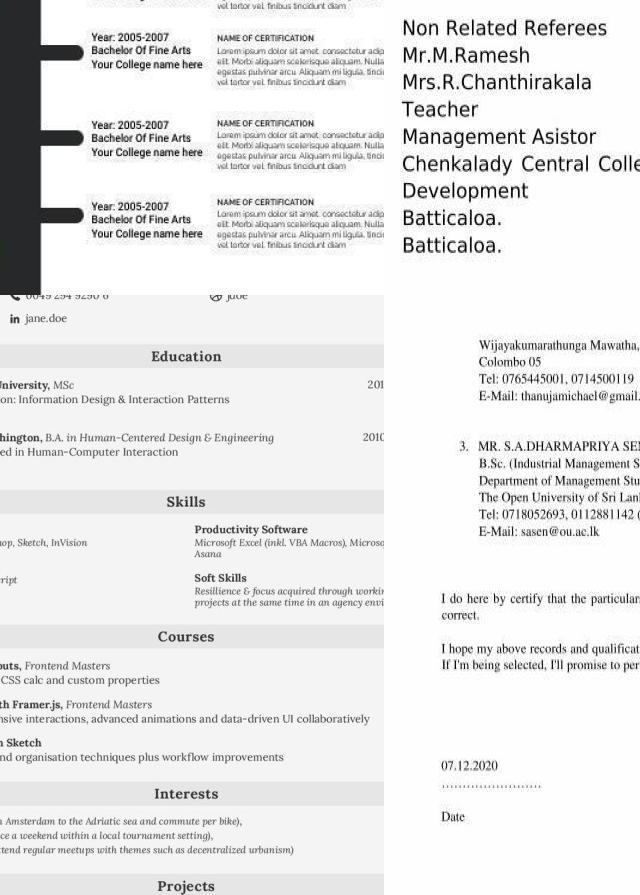 vel tortor vel. finibus tincidunt diam
Year: 2005-2007
Bachelor Of Fine Arts
Your College name here
NAME OF CERTIFICATION
Lorem ipsum dolor sit amet. consectetur adip
elit. Morbi aliquam scelerisque aliquam. Nulla
egestas pulvinar arcu. Aliquam mi ligula, tinci
vel tortor vel. finibus tincidunt diam
Year: 2005-2007
Bachelor Of Fine Arts
Your College name here
NAME OF CERTIFICATION
Lorem ipsum dolor sit amet. consectetur adip
elit. Morbi aliquam scelerisque aliquam. Nulla
egestas pulvinar arcu. Aliquam mi ligula, tinci
vel tortor vel. finibus tincidunt diam
Year: 2005-2007
Bachelor Of Fine Arts
Your College name here
NAME OF CERTIFICATION
Lorem ipsum dolor sit amet. consectetur adip
elit. Morbi aliquam scelerisque aliquam. Nulla
egestas pulvinar arcu. Aliquam mi ligula, tinci
vel tortor vel. finibus tincidunt diam
Non Related Referees
Mr.M.Ramesh
Mrs.R.Chanthirakala
Teacher
Management Asistor
Chenkalady Central Colle
Development
Batticaloa.
Batticaloa.
in jane.doe
Education
University, MSc
201
on: Information Design & Interaction Patterns
hington, B.A. in Human-Centered Design & Engineering
2010
ed in Human-Computer Interaction
Skills
op, Sketch, InVision
ript
Productivity Software
Microsoft Excel (inkl. VBA Macros), Microso
Asana
Soft Skills
Resillience & focus acquired through workin
projects at the same time in an agency envi
Courses
outs, Frontend Masters
CSS calc and custom properties
th Framer.js, Frontend Masters
nsive interactions, advanced animations and data-driven UI collaboratively
n Sketch
nd organisation techniques plus workflow improvements
Interests
n Amsterdam to the Adriatic sea and commute per bike),
ce a weekend within a local tournament setting),
ttend regular meetups with themes such as decentralized urbanism)
Projects
Wijayakumarathunga Mawatha,
Colombo 05
Tel: 0765445001, 0714500119
E-Mail: thanujamichael@gmail.
3. MR. S.A.DHARMAPRIYA SEN
B.Sc. (Industrial Management S
Department of Management Stu
The Open University of Sri Lank
Tel: 0718052693, 0112881142 (
E-Mail: sasen@ou.ac.lk
I do here by certify that the particulars
correct.
I hope my above records and qualificat
If I'm being selected, I'll promise to per
07.12.2020
........................
Date